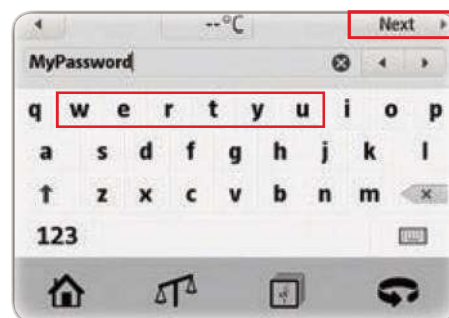 --°C Next
MyPassword
q w e r t y u i o p
a s d f g h j k l
z x c v b n m
123